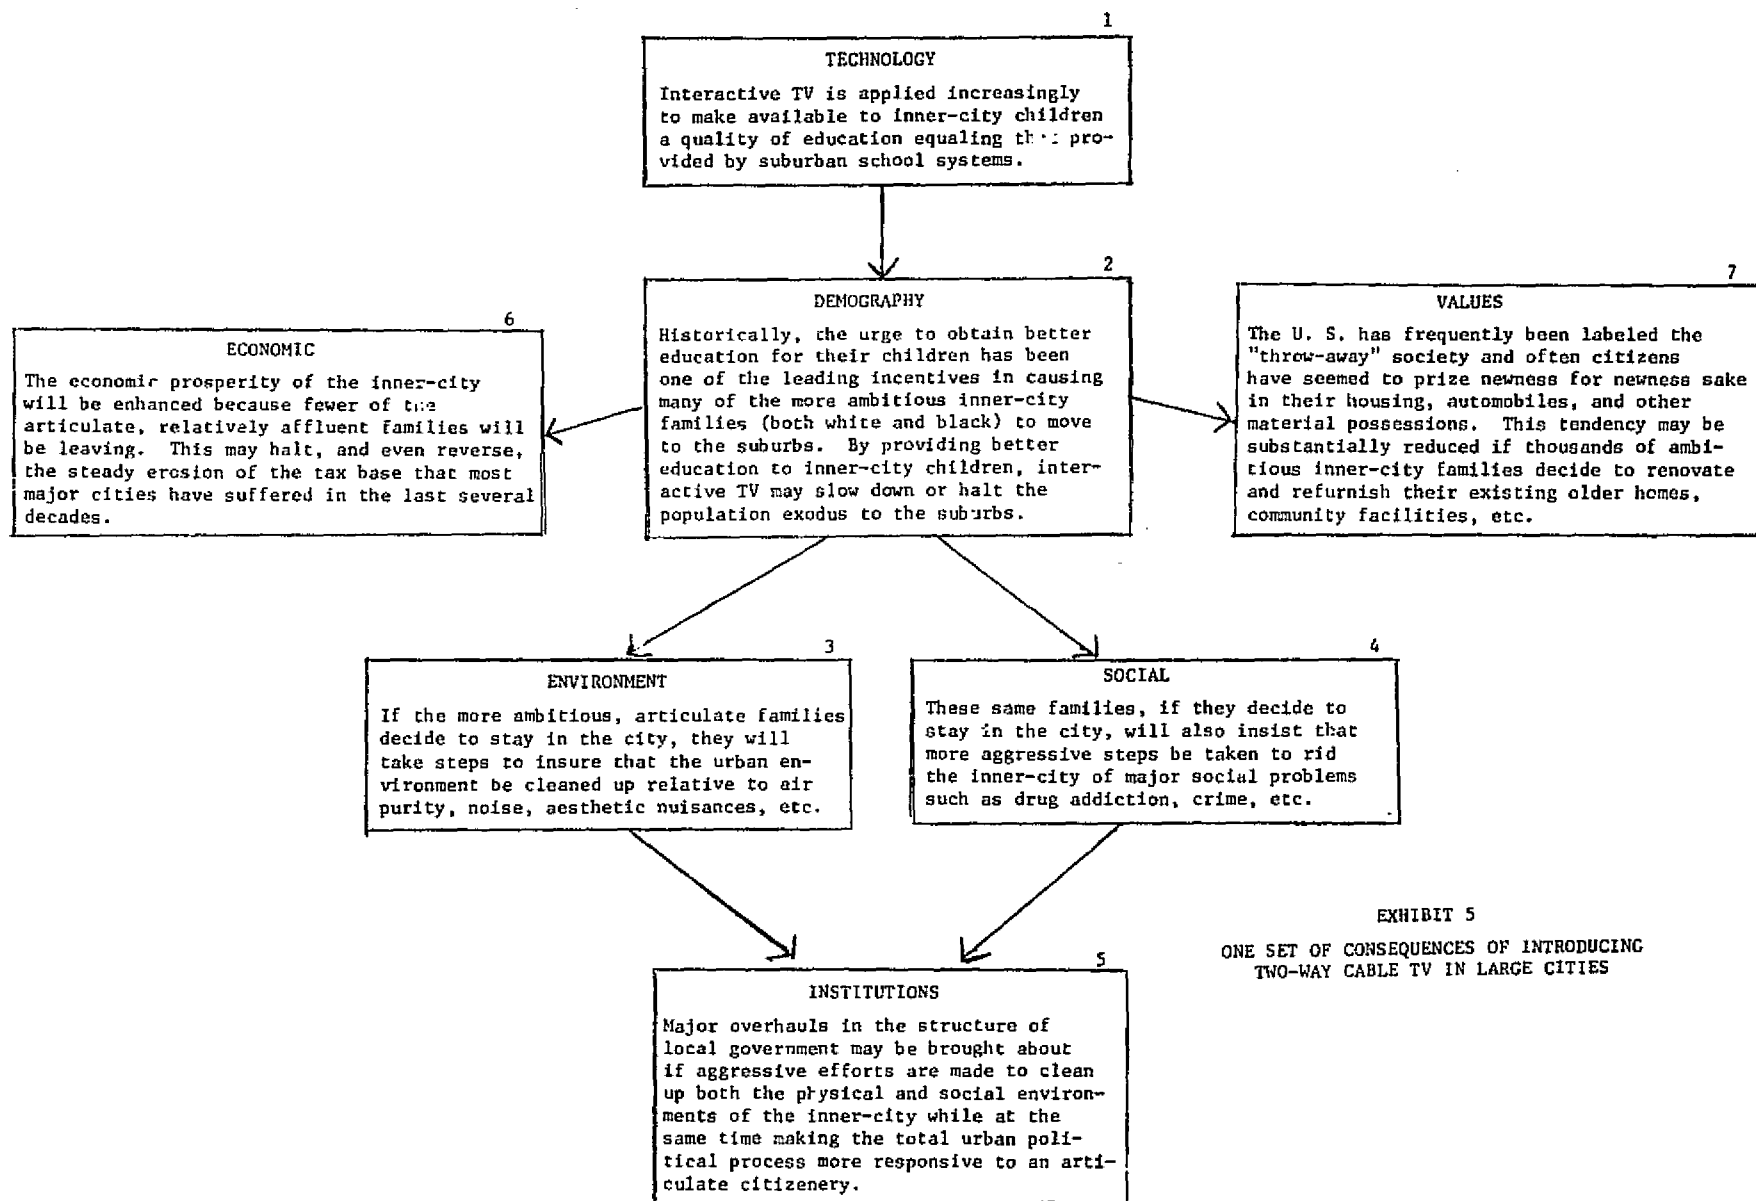 1
TECHNOLOGY
Interactive TV is applied increasingly
to make available to inner-city children
a quality of education equaling pro-
vided by suburban school systems.
2
DEMOGRAPHY
Historically, the urge to obtain better
education for their children has been
one of the leading incentives in causing
many of the more ambitious inner-city
families (both white and black) to move
to the suburbs. By providing better
education to inner-city children, inter-
active TV may slow down or halt the
population exodus to the suburbs.
6
ECONOMIC
The economic prosperity of the inner-city
will be enhanced because fewer of the
articulate, relatively affluent families will
be leaving. This may halt, and even reverse,
the steady erosion of the tax base that most
major cities have suffered in the last several
decades.
7
VALUES
The U. S. has frequently been labeled the
"throw-away" society and often citizens
have seemed to prize newness for newness sake
in their housing, automobiles, and other
material possessions. This tendency may be
substantially reduced if thousands of ambi-
tious inner-city families decide to renovate
and refurnish their existing older homes,
community facilities, etc.
3
ENVIRONMENT
If the more ambitious, articulate families
decide to stay in the city, they will
take steps to insure that the urban en-
vironment be cleaned up relative to air
purity, noise, aesthetic nuisances, etc.
4
SOCIAL
These same families, if they decide to
stay in the city, will also insist that
more aggressive steps be taken to rid
the inner-city of major social problems
such as drug addiction, crime, etc.
5
INSTITUTIONS
Major overhauls in the structure of
local government may be brought about
if aggressive efforts are made to clean
up both the physical and social environ-
ments of the inner-city while at the
same time making the total urban poli-
tical process more responsive to an arti-
culate citizenery.
EXHIBIT 5
ONE SET OF CONSEQUENCES OF INTRODUCING
TWO-WAY CABLE TV IN LARGE CITIES